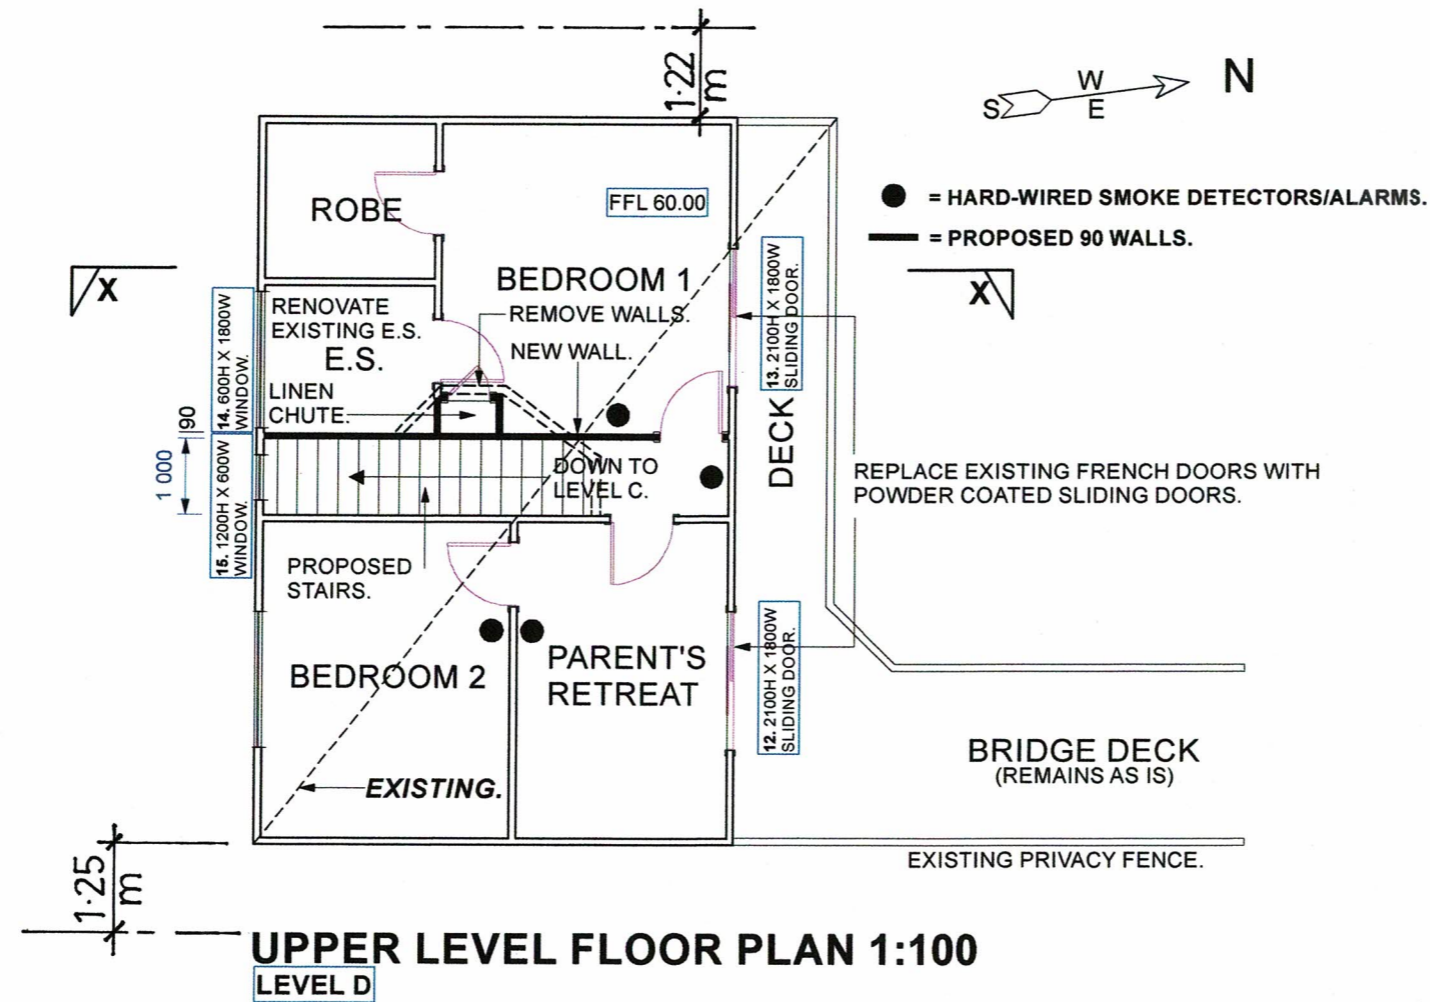 1·22
m
N
W
S
E
= HARD-WIRED SMOKE DETECTORS/ALARMS.
= PROPOSED 90 WALLS.
ROBE
FFL 60.00
BEDROOM 1
X
X
RENOVATE
EXISTING E.S.
E.S.
REMOVE WALLS.
NEW WALL.
LINEN
CHUTE.
14. 600H X 1800W
WINDOW.
13. 2100H X 1800W
SLIDING DOOR.
90
1 000
15. 1200H X 600W
WINDOW.
DOWN TO
LEVEL C.
DECK
REPLACE EXISTING FRENCH DOORS WITH
POWDER COATED SLIDING DOORS.
PROPOSED
STAIRS.
BEDROOM 2
PARENT'S
RETREAT
12. 2100H X 1800W
SLIDING DOOR.
BRIDGE DECK
(REMAINS AS IS)
EXISTING.
EXISTING PRIVACY FENCE.
1·25
m
UPPER LEVEL FLOOR PLAN 1:100
LEVEL D